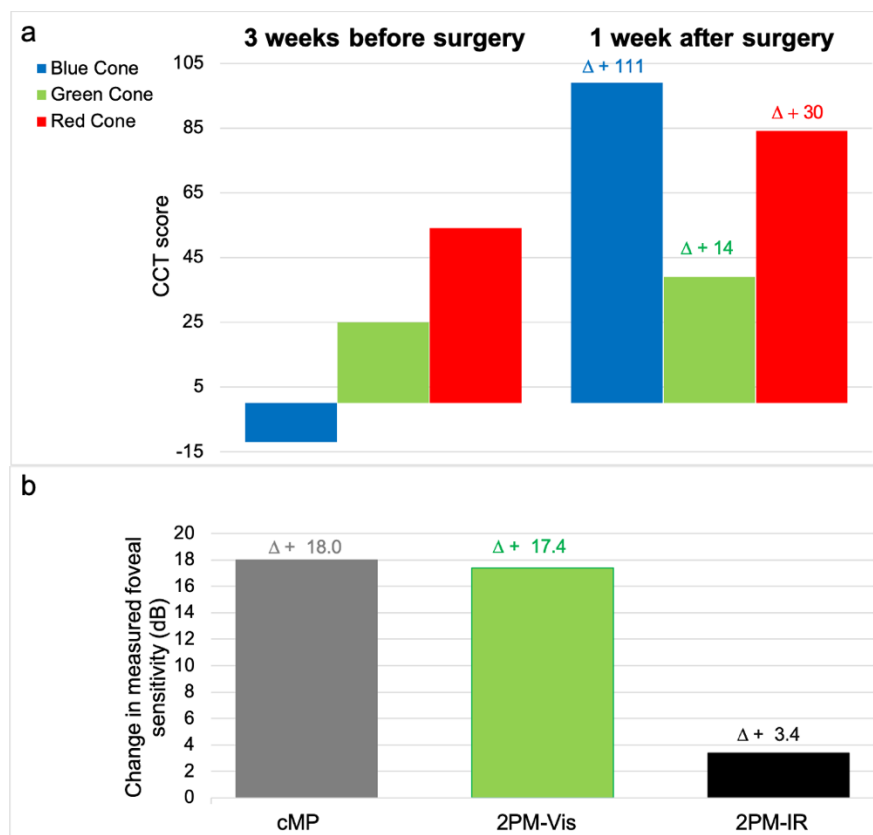 a
3 weeks before surgery 1 week after surgery
Blue Cone
Green Cone
Red Cone
CCT score
105
85
65
45
25
5
-15
Δ + 111
Δ + 14
Δ + 30
b
Change in measured foveal
sensitivity (dB)
20
18
16
14
12
10
8
6
4
2
0
Δ + 18.0
Δ + 17.4
Δ + 3.4
cMP 2PM-Vis 2PM-IR